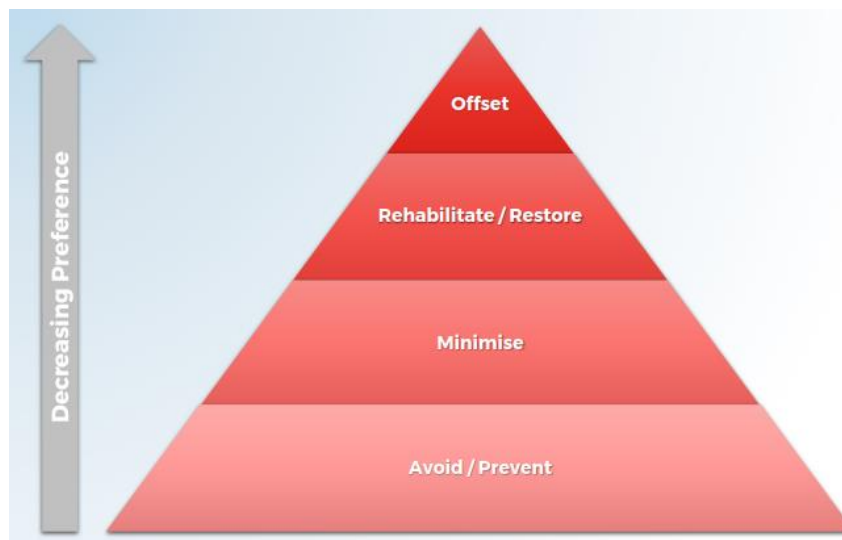 Decreasing Preference
Offset
Rehabilitate / Restore
Minimise
Avoid / Prevent